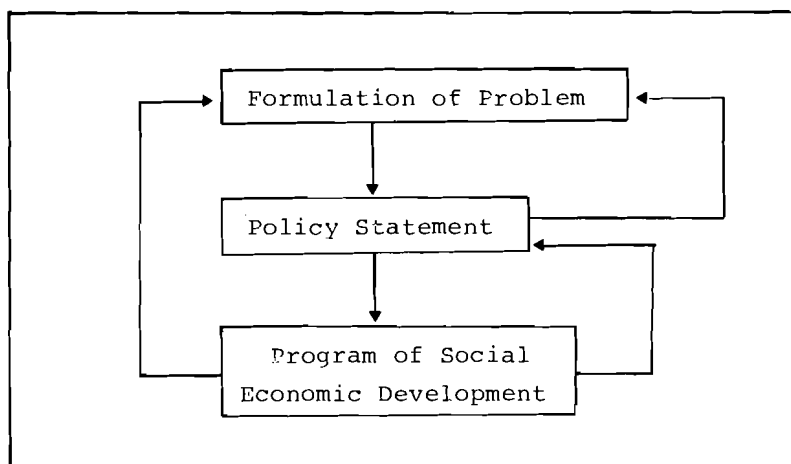 Formulation of Problem
Policy Statement
Program of Social
Economic Development